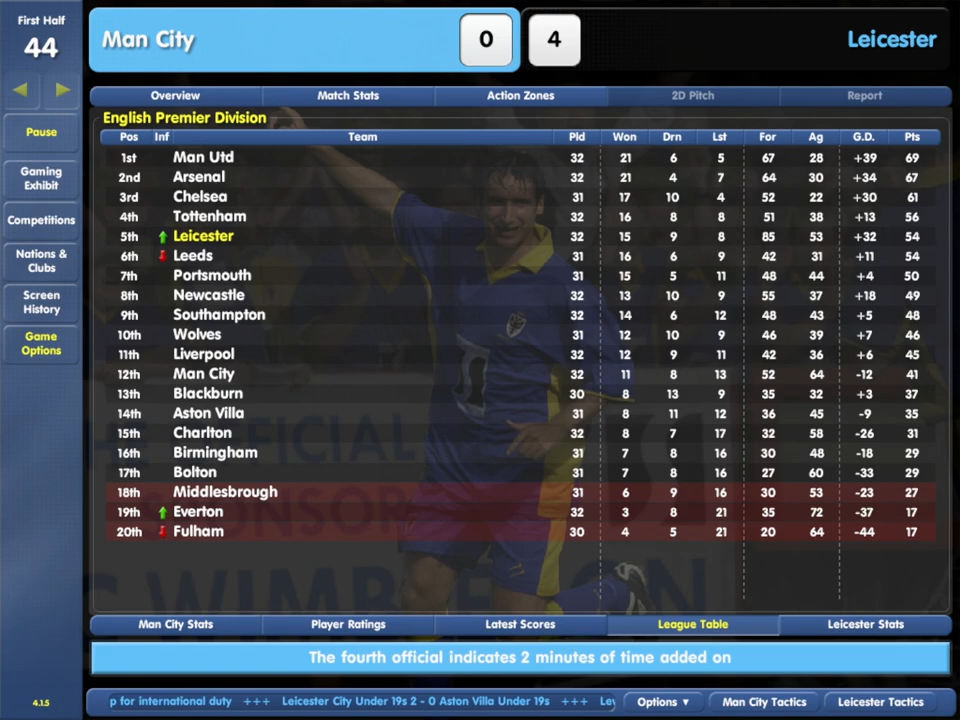 First Half
44
Man City 0 4 Leicester
Overview Match Stats Action Zones 2D Pitch Report
Pause
Gaming
Exhibit
Competitions
Nations &
Clubs
Screen
History
Game
Options
English Premier Division
Pos Inf Team Pld Won Drn Lst For Ag G.D. Pts
1st Man Utd 32 21 6 5 67 28 +39 69
2nd Arsenal 32 21 4 7 64 30 +34 67
3rd Chelsea 31 17 10 4 52 22 +30 61
4th Tottenham 32 16 8 8 51 38 +13 56
5th Leicester 32 15 9 8 85 53 +32 54
6th Leeds 31 16 6 9 42 31 +11 54
7th Portsmouth 31 15 5 11 48 44 +4 50
8th Newcastle 32 13 10 9 55 37 +18 49
9th Southampton 32 14 6 12 48 43 +5 48
10th Wolves 31 12 10 9 46 39 +7 46
11th Liverpool 32 12 9 11 42 36 +6 45
12th Man City 32 11 8 13 52 64 -12 41
13th Blackburn 30 8 13 9 35 32 +3 37
14th Aston Villa 31 8 11 12 36 45 -9 35
15th Charlton 32 8 7 17 32 58 -26 31
16th Birmingham 31 7 8 16 30 48 -18 29
17th Bolton 31 7 8 16 27 60 -33 29
18th Middlesbrough 31 6 9 16 30 53 -23 27
19th Everton 32 3 8 21 35 72 -37 17
20th Fulham 30 4 5 21 20 64 -44 17
OFFICIAL
SPONSOR
WIMBLEDON
Man City Stats Player Ratings Latest Scores League Table Leicester Stats
The fourth official indicates 2 minutes of time added on
4.1.5
p for international duty +++ Leicester City Under 19s 2 - 0 Aston Villa Under 19s +++ Options ▼ Man City Tactics Leicester Tactics